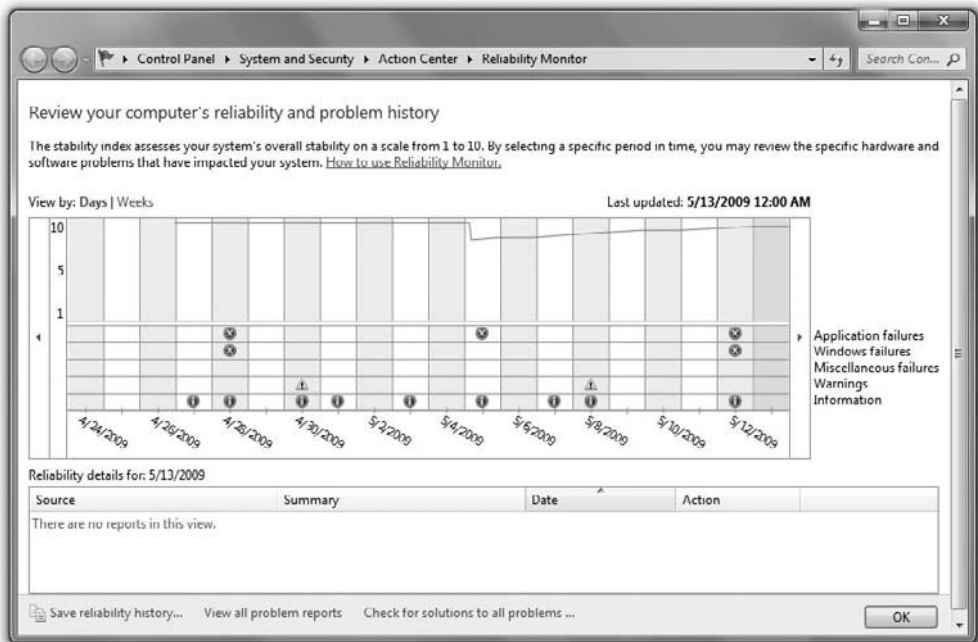 Control Panel ▸ System and Security ▸ Action Center ▸ Reliability Monitor
Search Con...
Review your computer's reliability and problem history
The stability index assesses your system's overall stability on a scale from 1 to 10. By selecting a specific period in time, you may review the specific hardware and
software problems that have impacted your system. How to use Reliability Monitor.
View by: Days | Weeks
Last updated: 5/13/2009 12:00 AM
10
5
1
Application failures
Windows failures
Miscellaneous failures
Warnings
Information
4/24/2009
4/26/2009
4/28/2009
4/30/2009
5/2/2009
5/4/2009
5/6/2009
5/8/2009
5/10/2009
5/12/2009
Reliability details for: 5/13/2009
Source Summary Date Action
There are no reports in this view.
Save reliability history... View all problem reports Check for solutions to all problems ...
OK